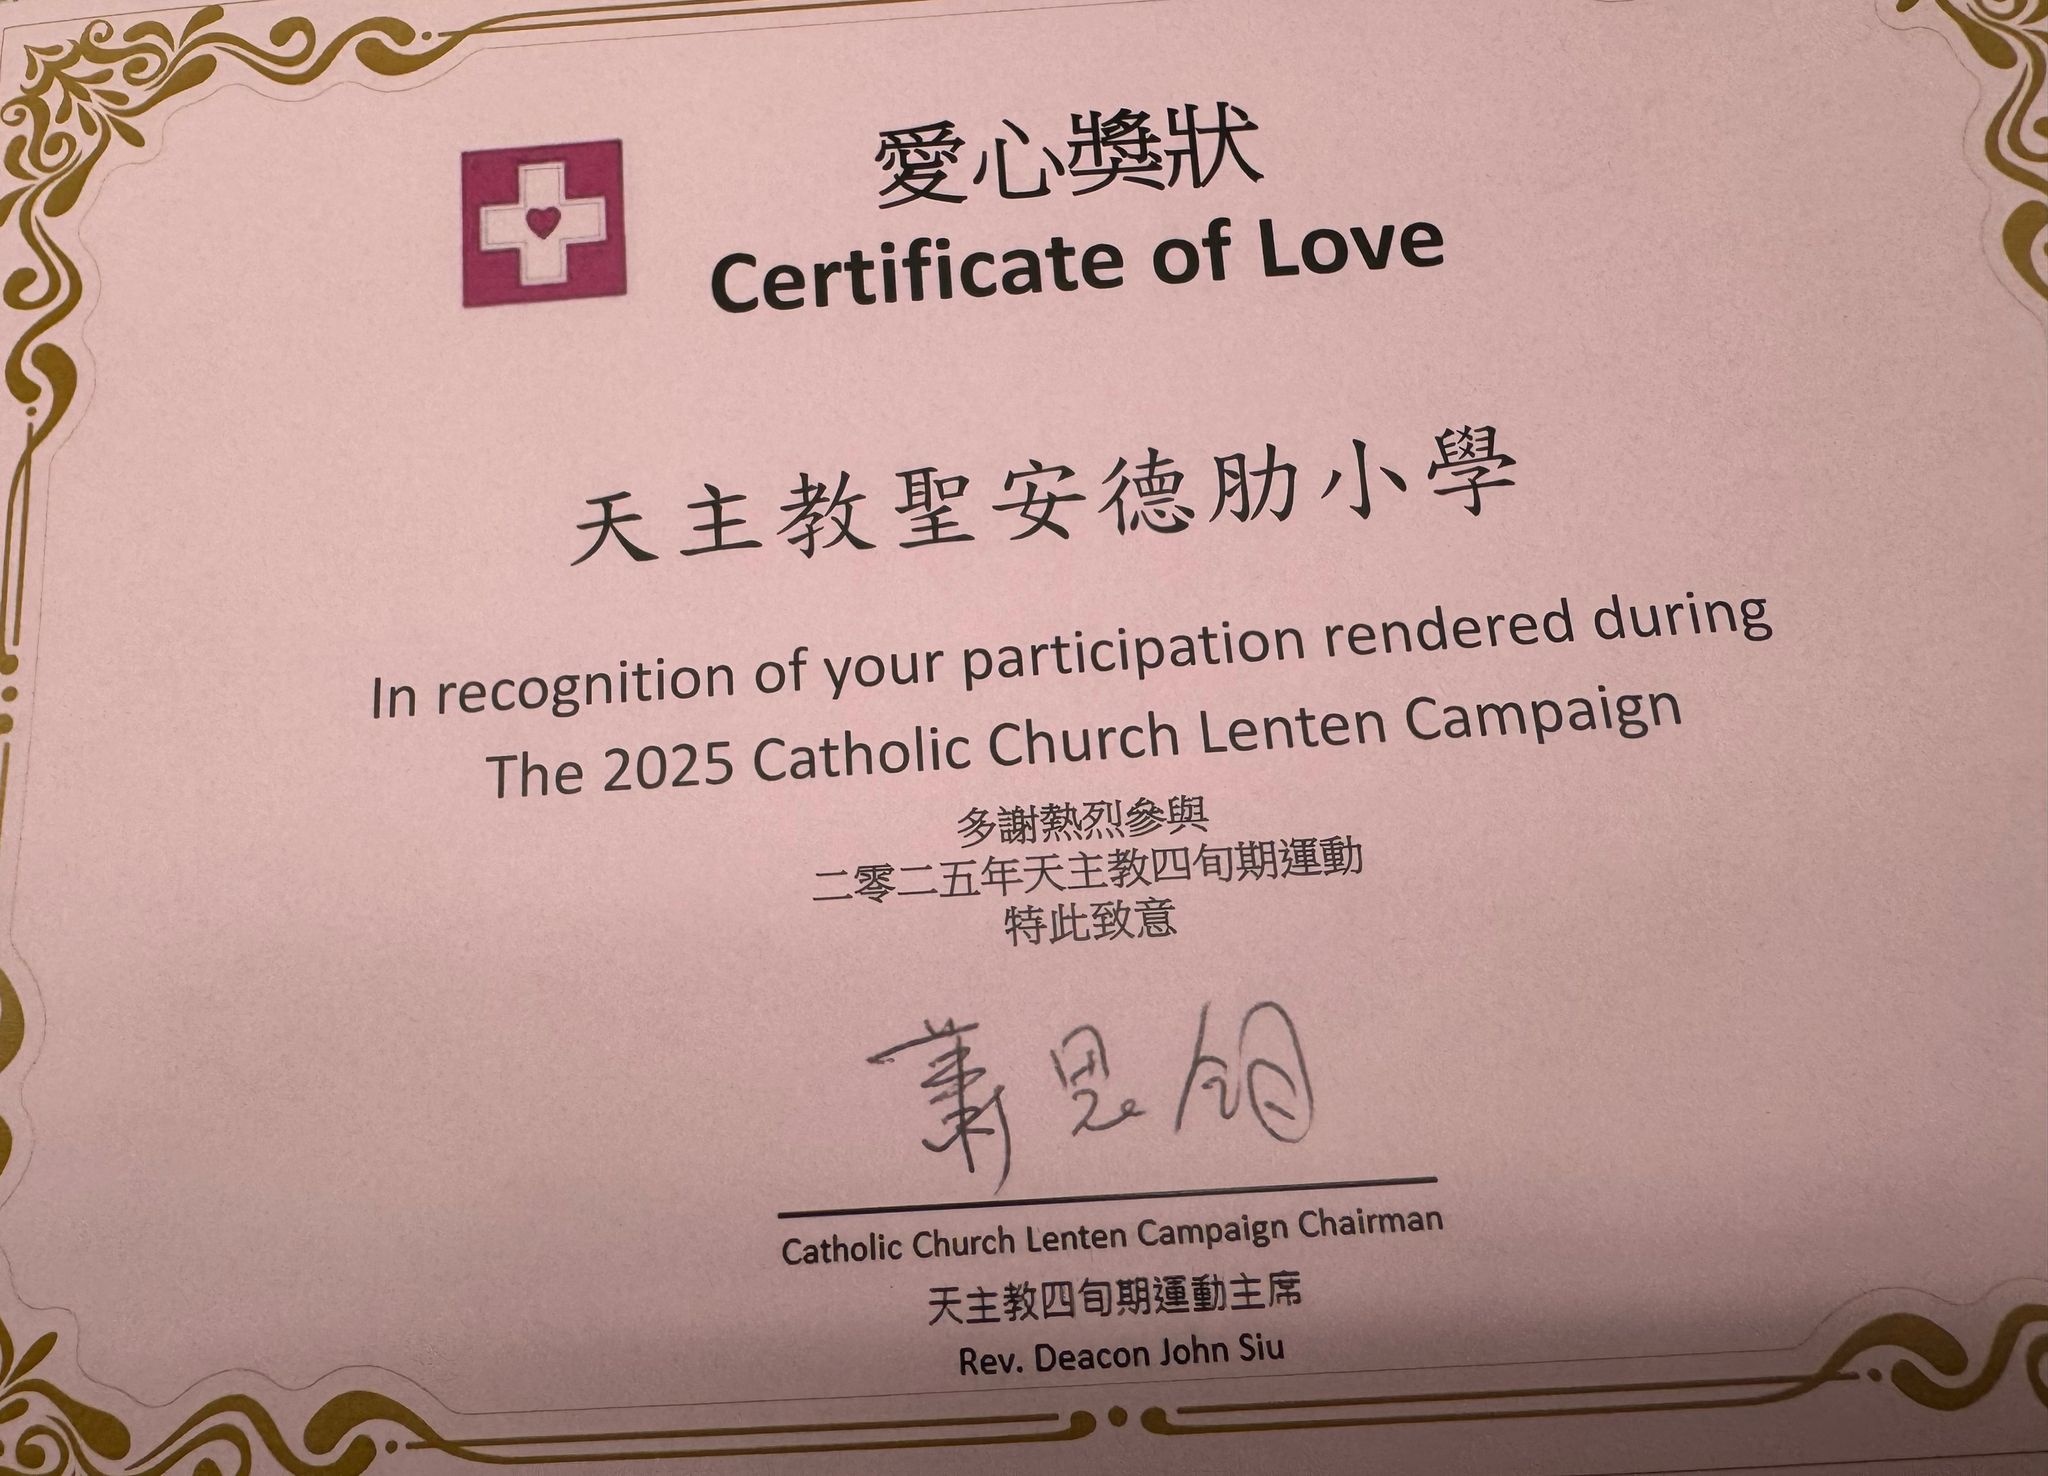 愛心獎狀
Certificate of Love
天主教聖安德肋小學
In recognition of your participation rendered during
The 2025 Catholic Church Lenten Campaign
多謝熱烈參與
二零二五年天主教四旬期運動
特此致意
Catholic Church Lenten Campaign Chairman
天主教四旬期運動主席
Rev. Deacon John Siu